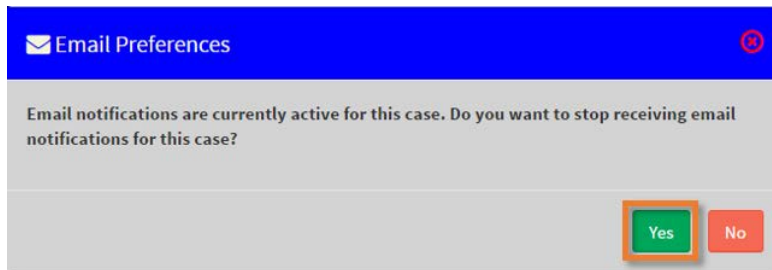 Email Preferences
Email notifications are currently active for this case. Do you want to stop receiving email
notifications for this case?
Yes No